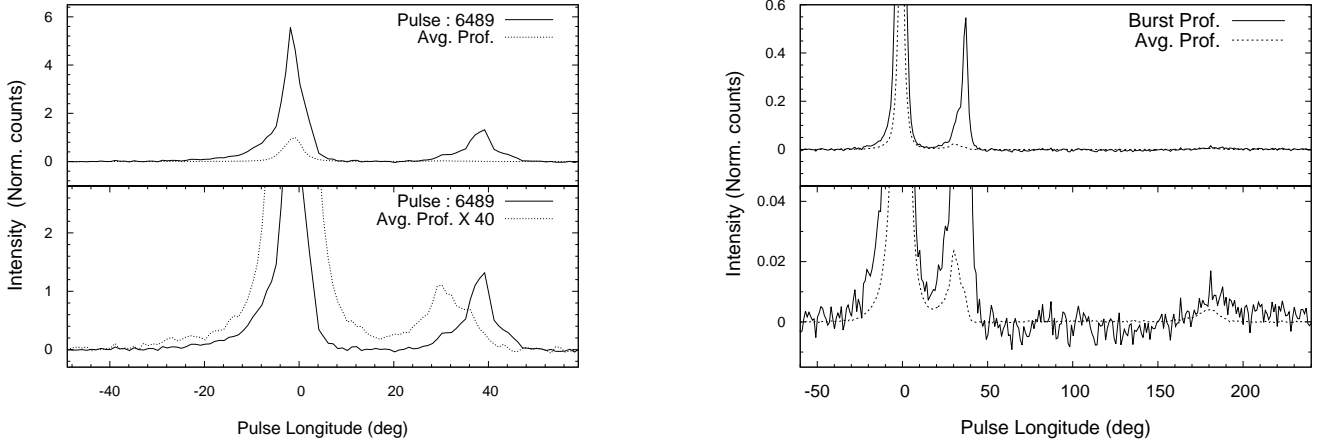 Intensity (Norm. counts)
6
4
2
0
Pulse : 6489
Avg. Prof.
2
1
0
Pulse : 6489
Avg. Prof. X 40
-40
-20
0
20
40
Pulse Longitude (deg)
Intensity (Norm. counts)
0.6
0.4
0.2
0
Burst Prof.
Avg. Prof.
0.04
0.02
0
-50
0
50
100
150
200
Pulse Longitude (deg)